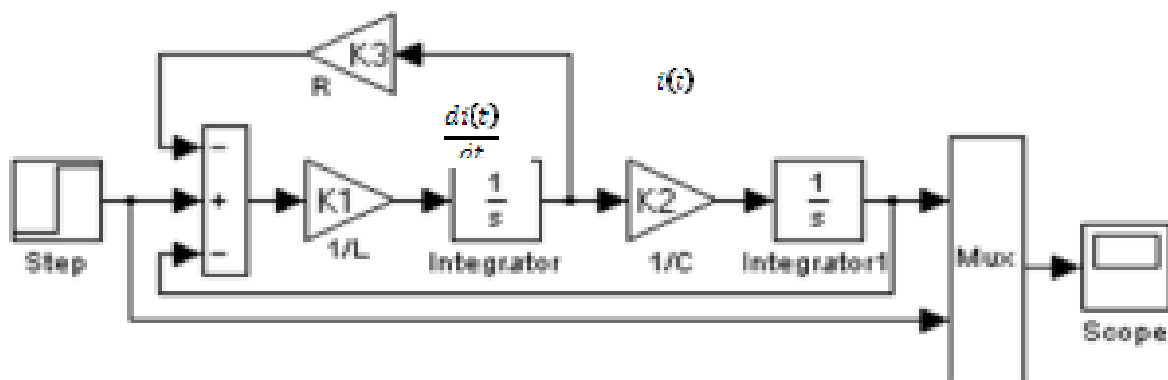 K3
R
i(i)
di(t)
dt
−
+
−
K1
1/L
1
s
K2
1/C
1
s
Step
Integrator
Integrator1
Mux
Scope